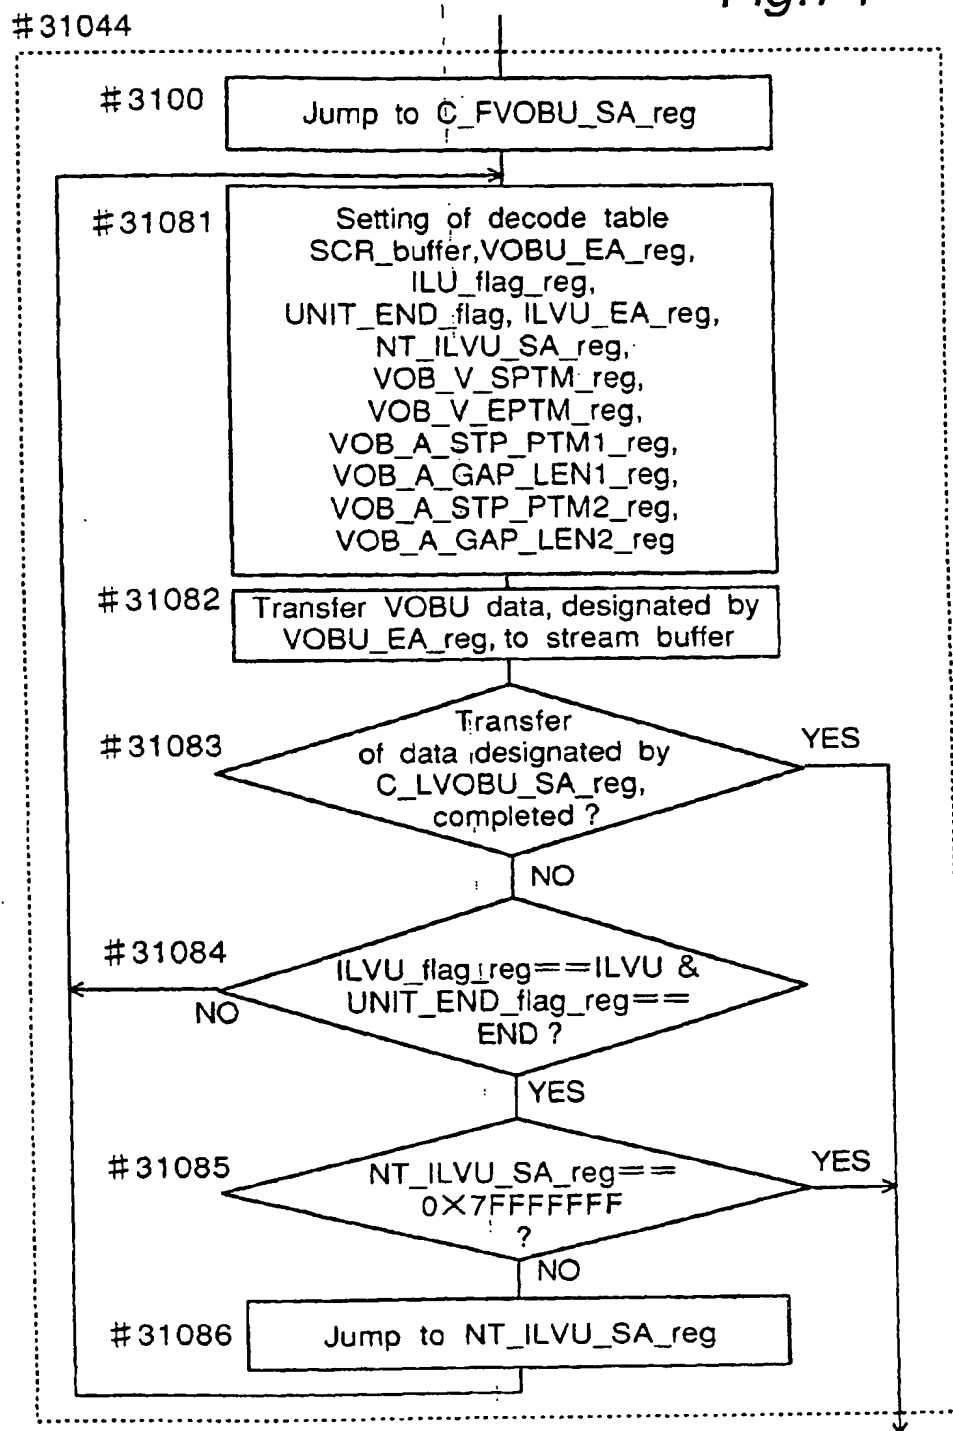 #31044
#3100
Jump to C_FVOBU_SA_reg
#31081
Setting of decode table
SCR_buffer,VOBU_EA_reg,
ILU_flag_reg,
UNIT_END_flag, ILVU_EA_reg,
NT_ILVU_SA_reg,
VOB_V_SPTM_reg,
VOB_V_EPTM_reg,
VOB_A_STP_PTM1_reg,
VOB_A_GAP_LEN1_reg,
VOB_A_STP_PTM2_reg,
VOB_A_GAP_LEN2_reg
#31082
Transfer VOBU data, designated by
VOBU_EA_reg, to stream buffer
#31083
Transfer
of data designated by
C_LVOBU_SA_reg,
completed ?
YES
NO
#31084
ILVU_flag_reg==ILVU &
UNIT_END_flag_reg==
END ?
NO
YES
#31085
NT_ILVU_SA_reg==
0X7FFFFFFF
?
YES
NO
#31086
Jump to NT_ILVU_SA_reg